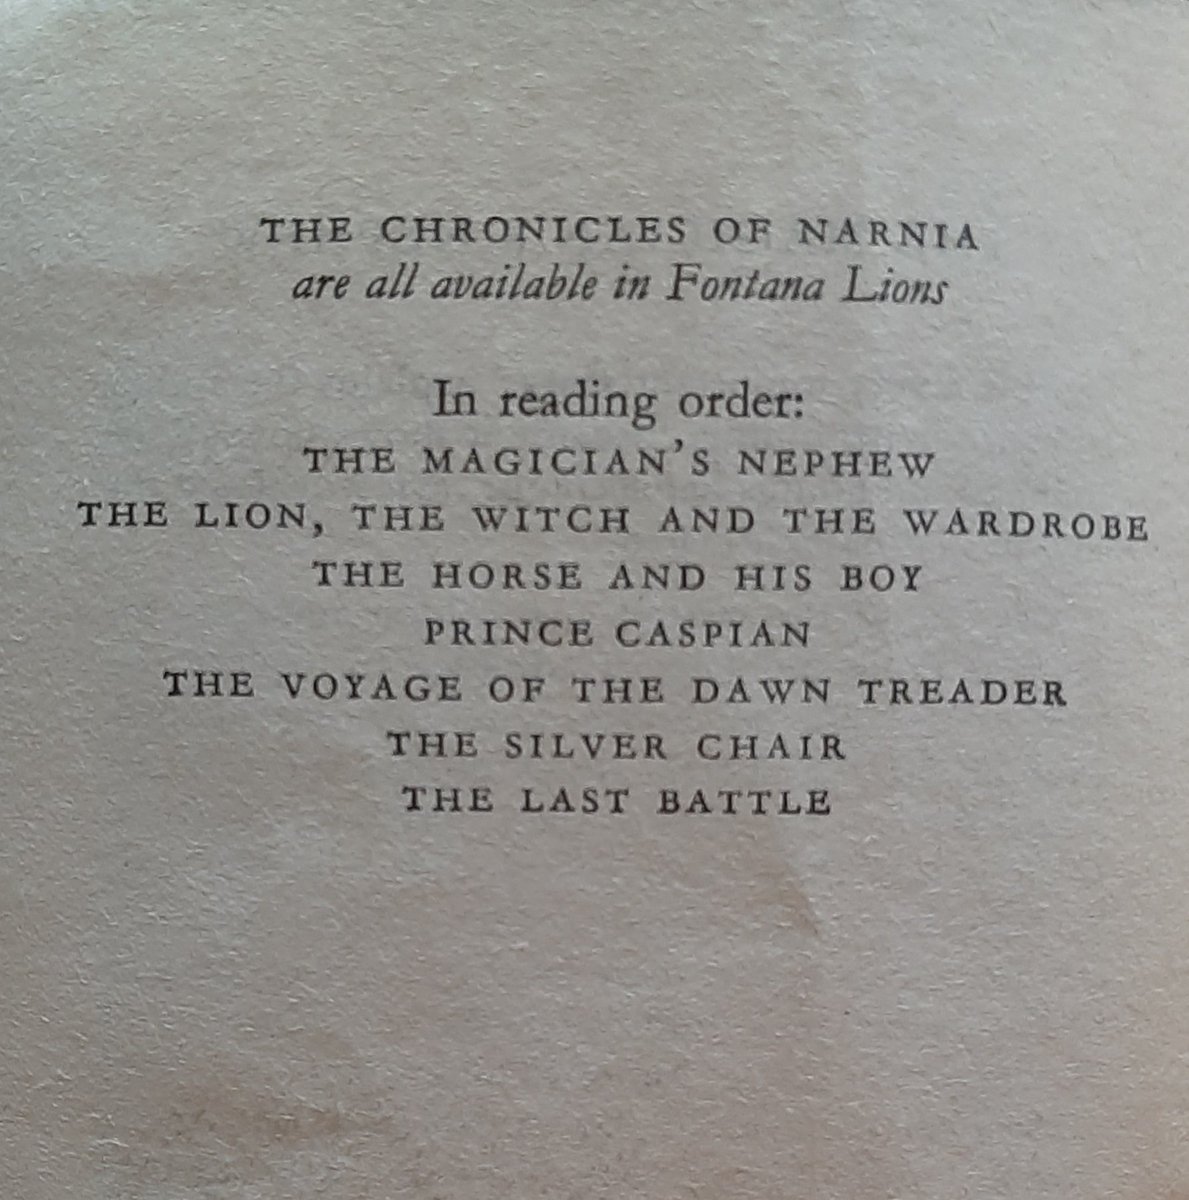 THE CHRONICLES OF NARNIA
are all available in Fontana Lions
In reading order:
THE MAGICIAN'S NEPHEW
THE LION, THE WITCH AND THE WARDROBE
THE HORSE AND HIS BOY
PRINCE CASPIAN
THE VOYAGE OF THE DAWN TREADER
THE SILVER CHAIR
THE LAST BATTLE